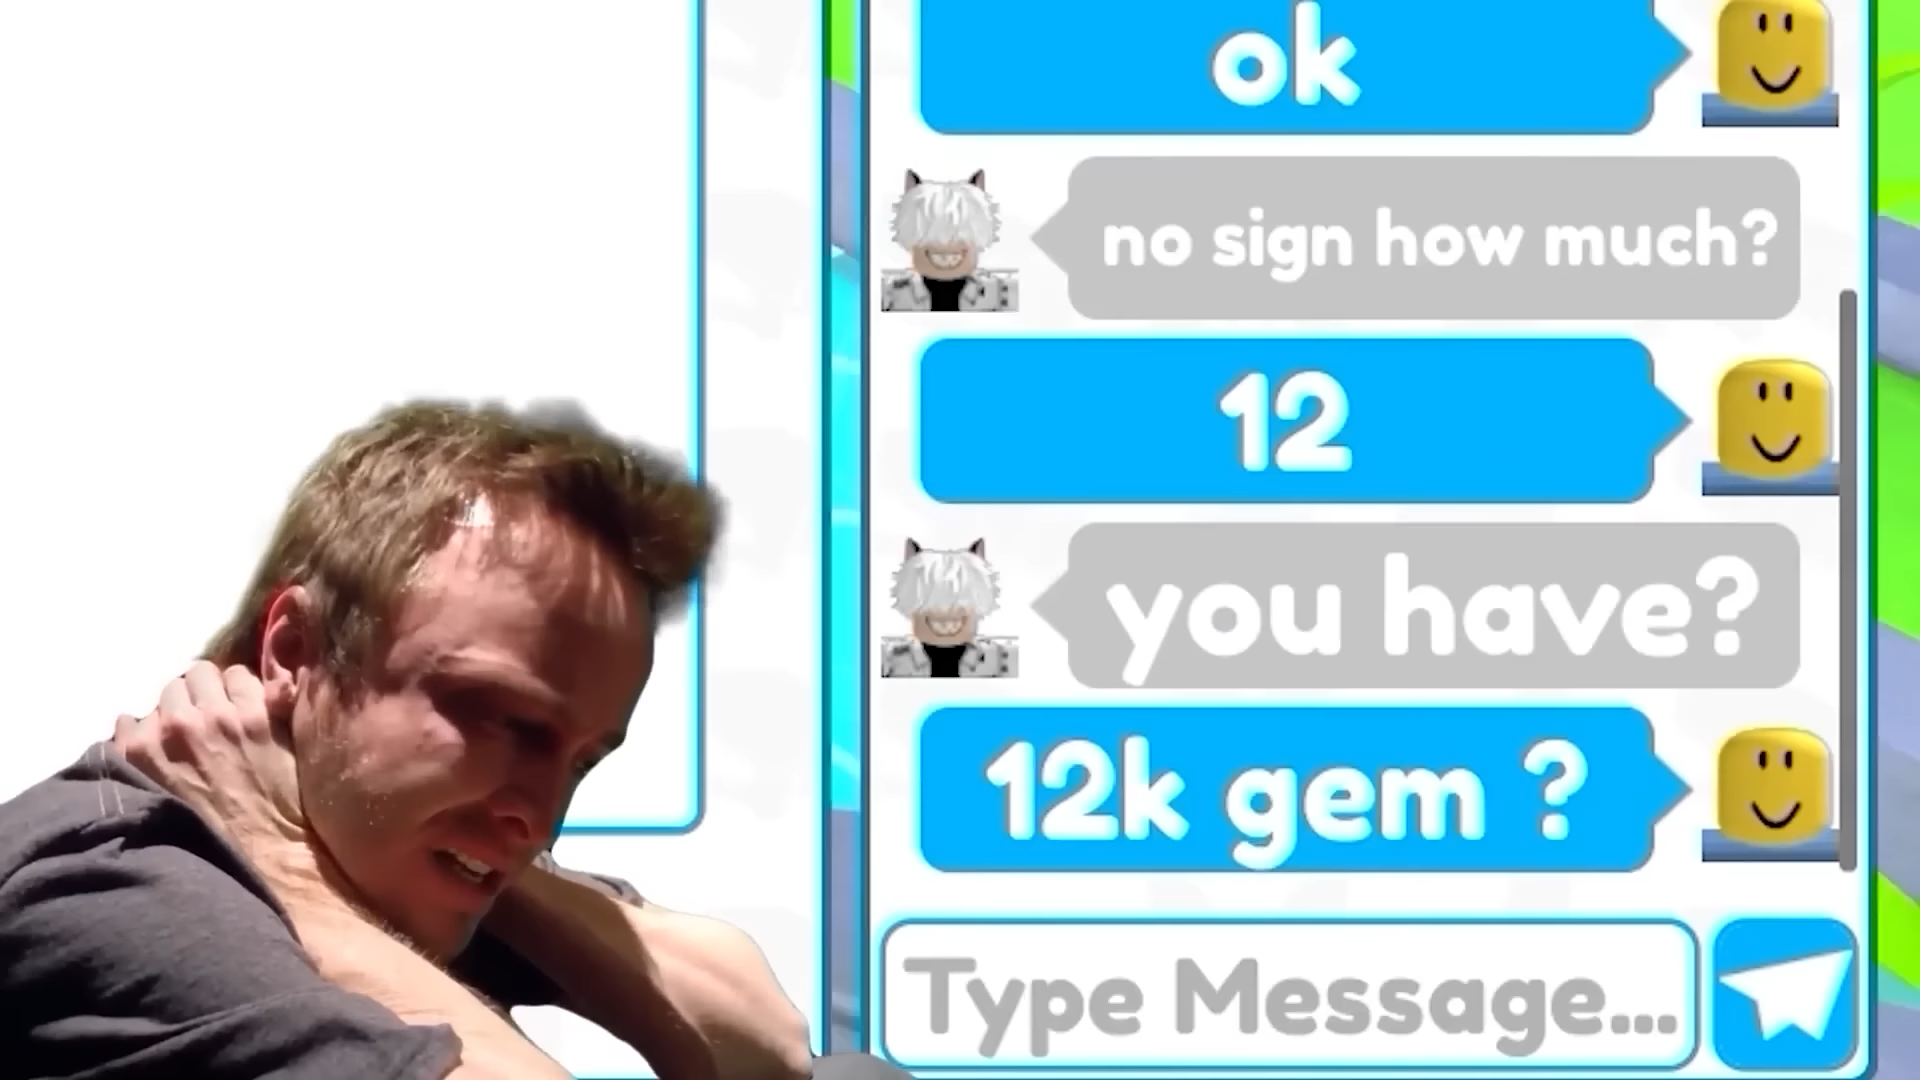 ok
no sign how much?
12
you have?
12k gem ?
Type Message...